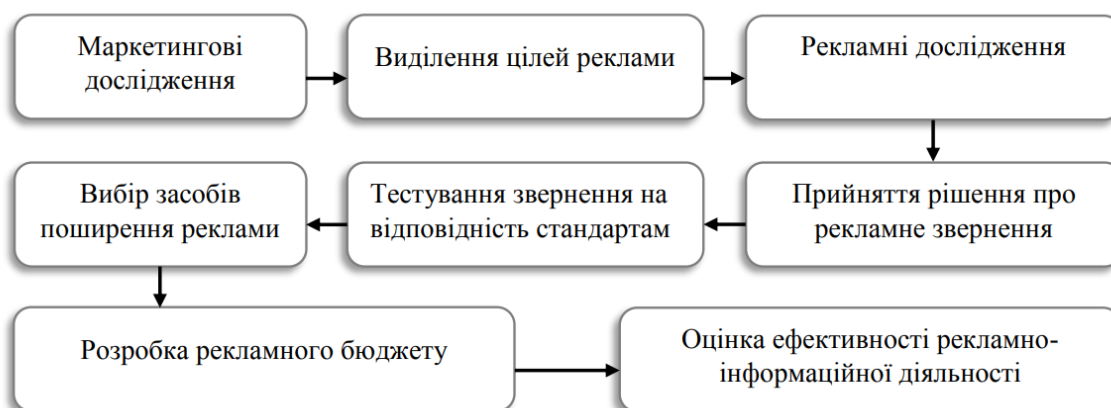 Маркетингові
дослідження
Виділення цілей реклами
Рекламні дослідження
Прийняття рішення про
рекламне звернення
Тестування звернення на
відповідність стандартам
Вибір засобів
поширення реклами
Розробка рекламного бюджету
Оцінка ефективності рекламно-
інформаційної діяльності